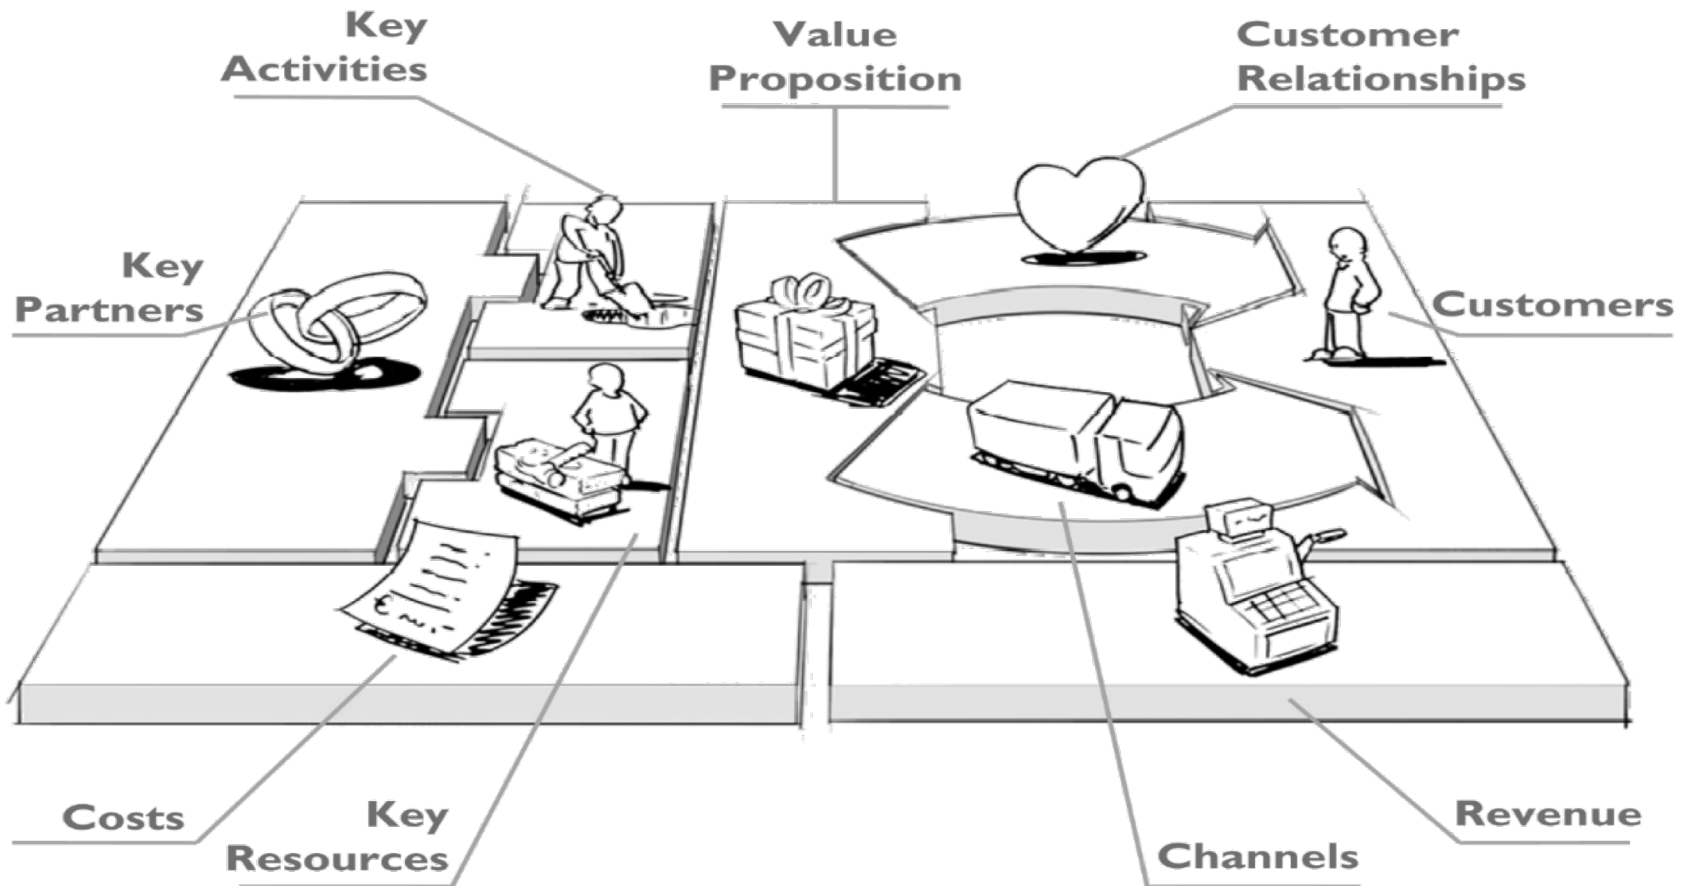 Key
Activities
Value
Proposition
Customer
Relationships
Key
Partners
Customers
Costs
Key
Resources
Channels
Revenue